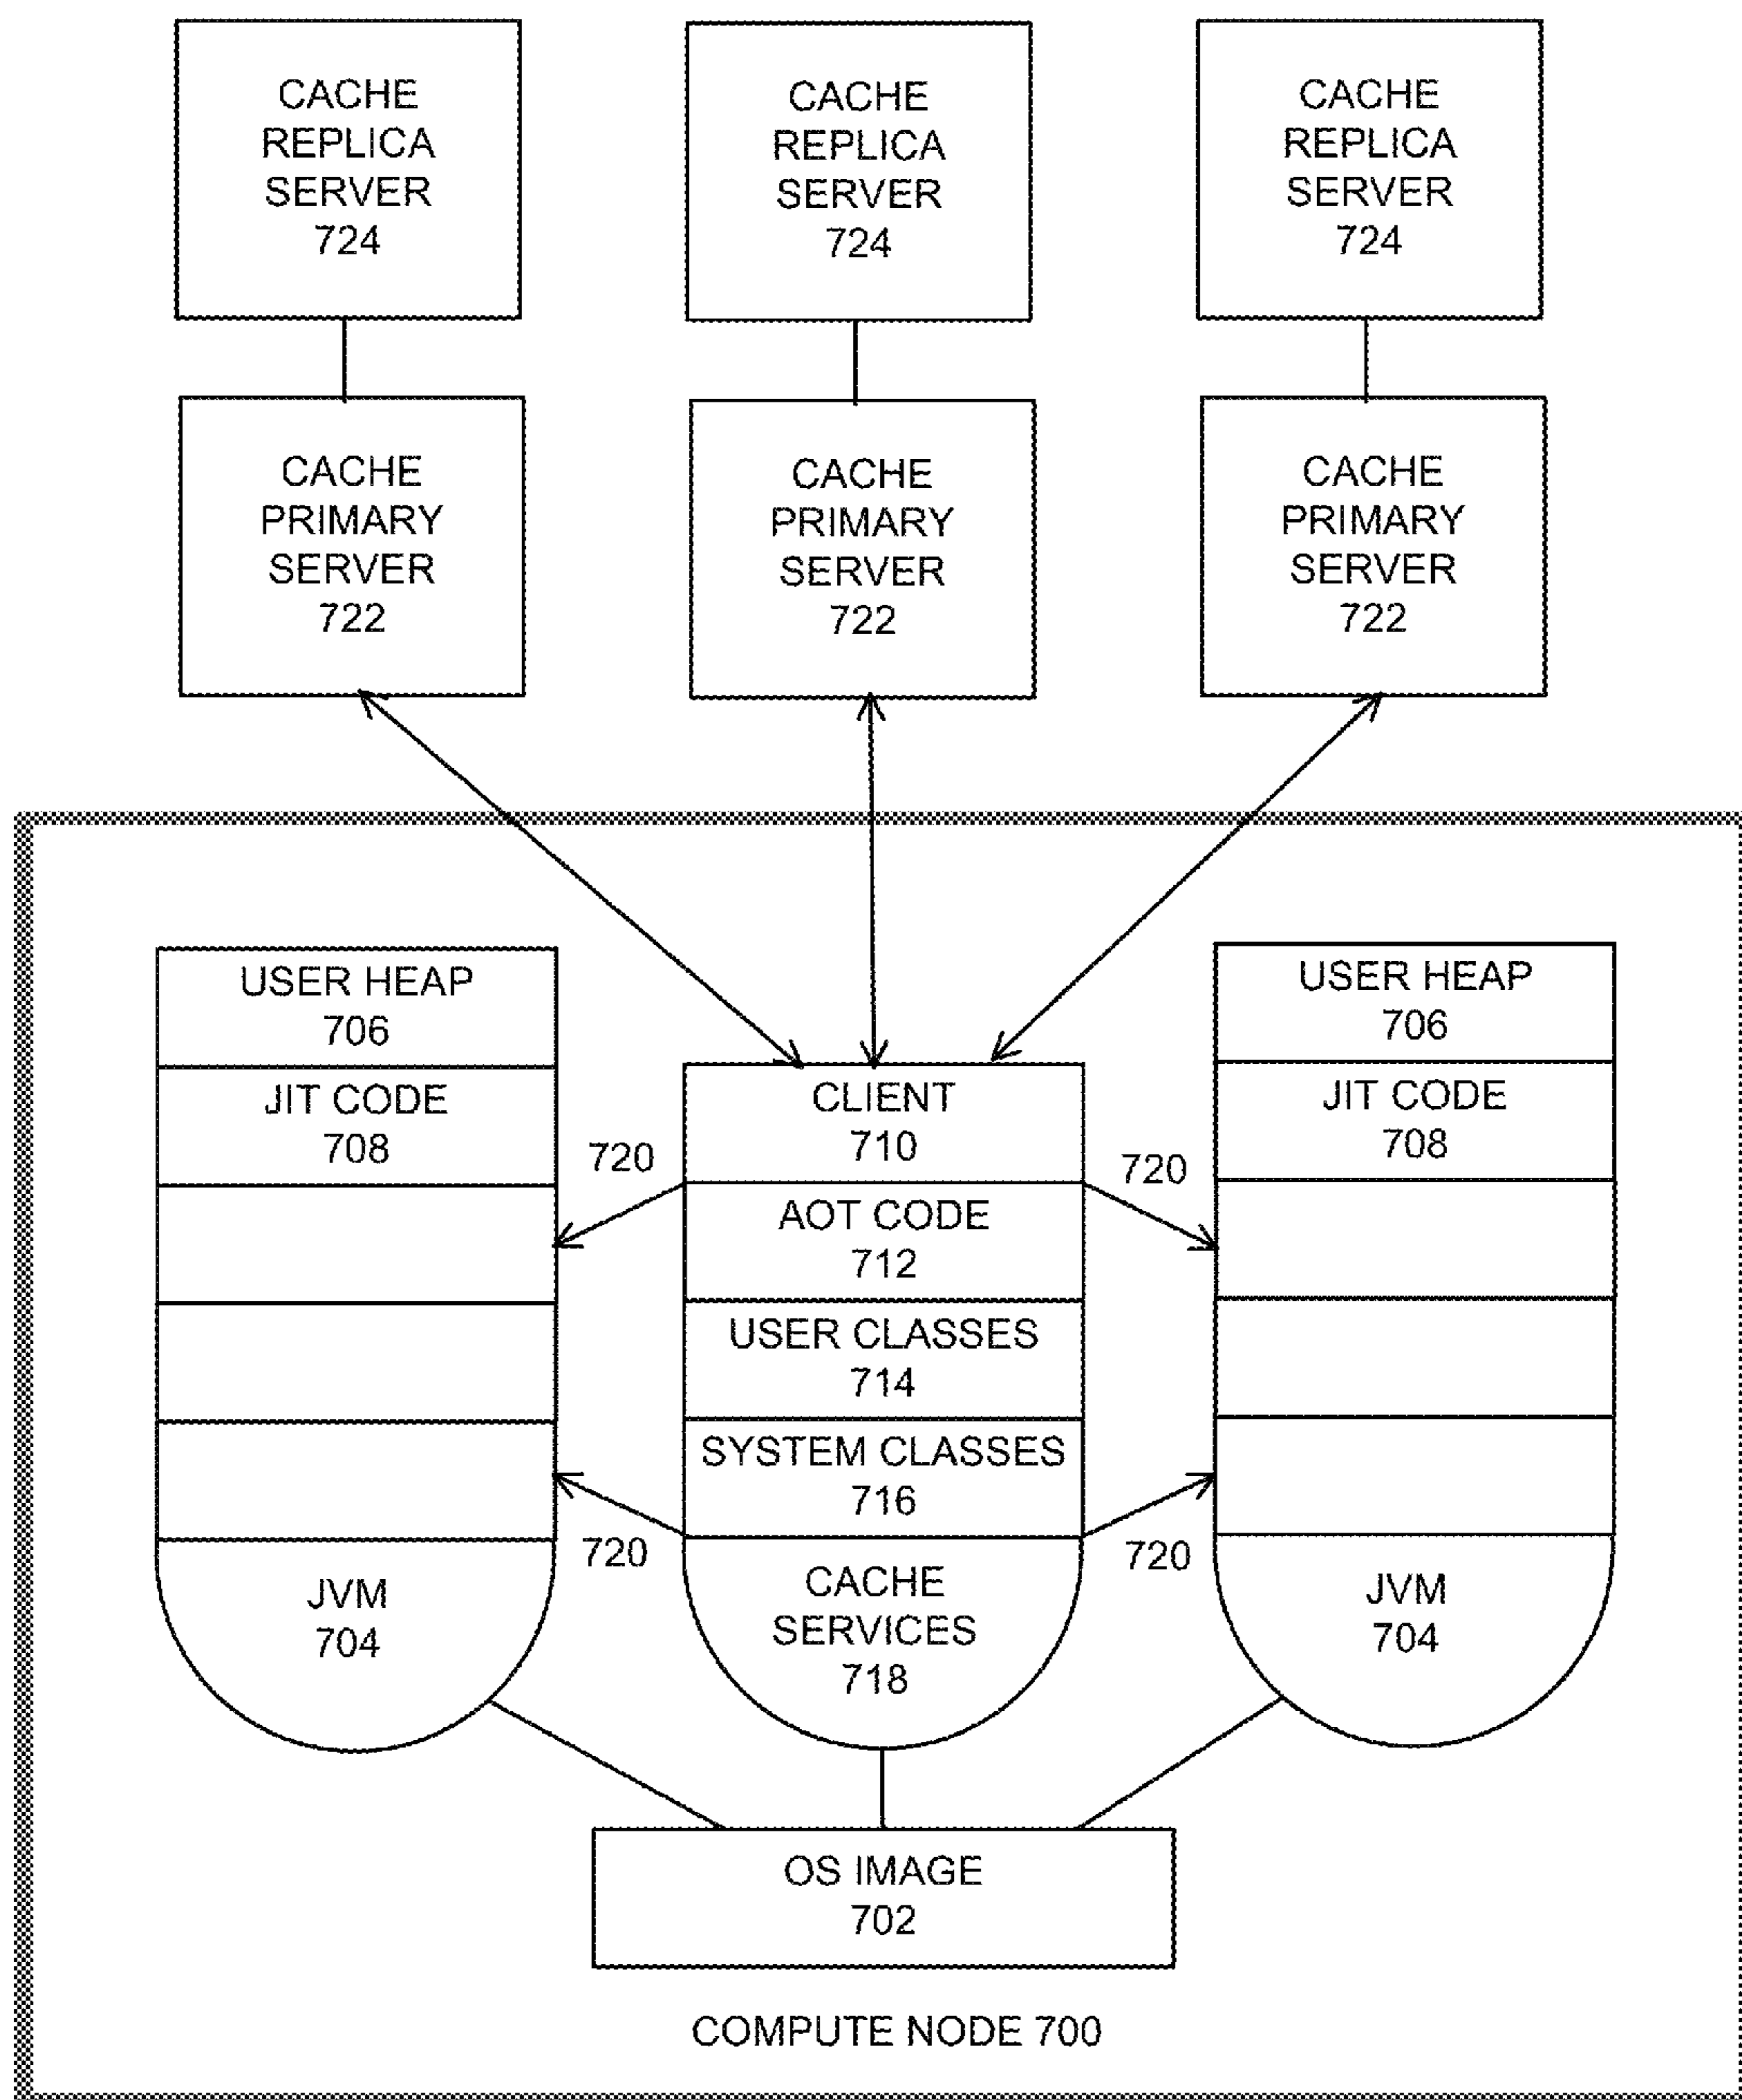 CACHE
REPLICA
SERVER
724
CACHE
REPLICA
SERVER
724
CACHE
REPLICA
SERVER
724
CACHE
PRIMARY
SERVER
722
CACHE
PRIMARY
SERVER
722
CACHE
PRIMARY
SERVER
722
USER HEAP
706
JIT CODE
708
JVM
704
720
720
CLIENT
710
AOT CODE
712
USER CLASSES
714
SYSTEM CLASSES
716
CACHE
SERVICES
718
720
720
USER HEAP
706
JIT CODE
708
JVM
704
OS IMAGE
702
COMPUTE NODE 700